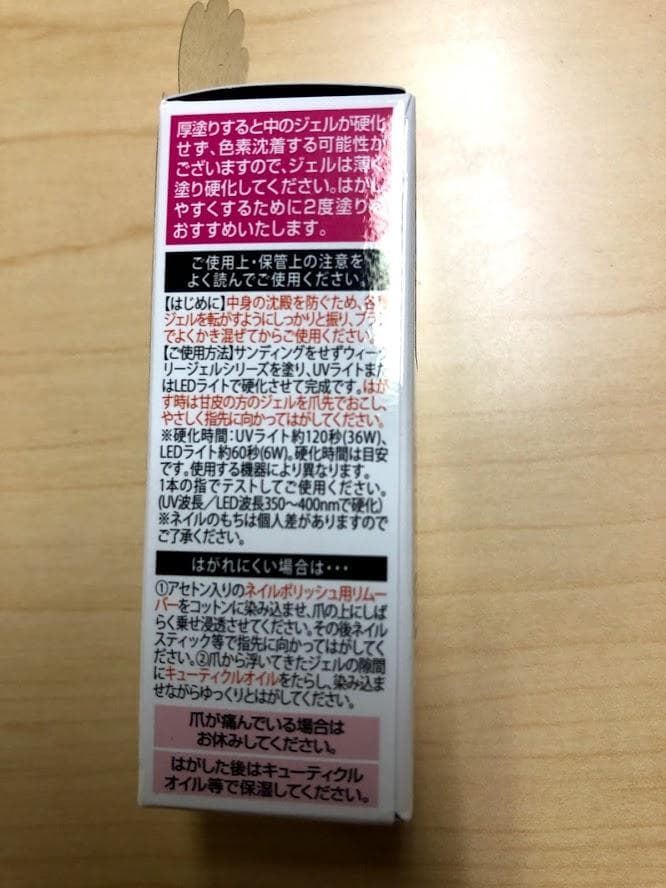 厚塗りすると中のジェルが硬化
せず、色素沈着する可能性が
ございますので、ジェルは薄く
塗り硬化してください。はがし
やすくするために2度塗りを
おすすめいたします。
ご使用上・保管上の注意を
よく読んでご使用ください。
【はじめに】中身の沈殿を防ぐため、各種
ジェルを転がすようにしっかりと振り、ブラシ
でよくかき混ぜてからご使用ください。
【ご使用方法】サンディングをせずウィーク
リージェルシリーズを塗り、UVライトまた
はLEDライトで硬化させて完成です。はが
す時は甘皮の方のジェルを爪先でおこし、
やさしく指先に向かってはがしてください。
※硬化時間:UVライト約120秒(36W)、
LEDライト約60秒(6W)。硬化時間は目安
です。使用する機器により異なります。
1本の指でテストしてご使用ください。
(UV波長/LED波長350〜400nmで硬化)
※ネイルのもちは個人差がありますので
ご了承ください。
はがれにくい場合は・・・
①アセトン入りのネイルポリッシュ用リムー
バーをコットンに染み込ませ、爪の上にしば
らく乗せ浸透させてください。その後ネイル
スティック等で指先に向かってはがしてく
ださい。②爪から浮いてきたジェルの隙間
にキューティクルオイルをたらし、染み込ま
せながらゆっくりとはがしてください。
爪が痛んでいる場合は
お休みしてください。
はがした後はキューティクル
オイル等で保湿してください。